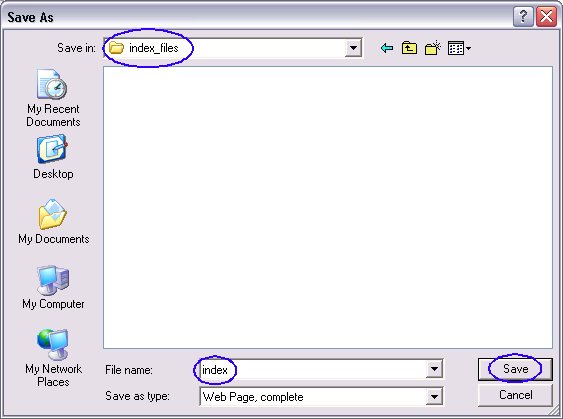 Save As
Save in:
index_files
My Recent
Documents
Desktop
My Documents
My Computer
My Network
Places
File name:
index
Save
Save as type:
Web Page, complete
Cancel